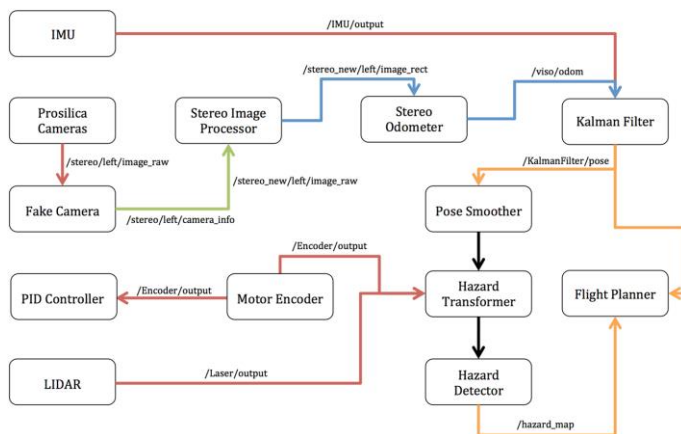 /IMU/output
IMU
/stereo_new/left/image_rect
/viso/odom
Prosilica
Cameras
Stereo Image
Processor
Stereo
Odometer
Kalman Filter
/stereo/left/image_raw
/KalmanFilter/pose
/stereo_new/left/image_raw
Fake Camera
Pose Smoother
/stereo/left/camera_info
/Encoder/output
/Encoder/output
PID Controller
Motor Encoder
Hazard
Transformer
Flight Planner
/Laser/output
LIDAR
Hazard
Detector
/hazard_map